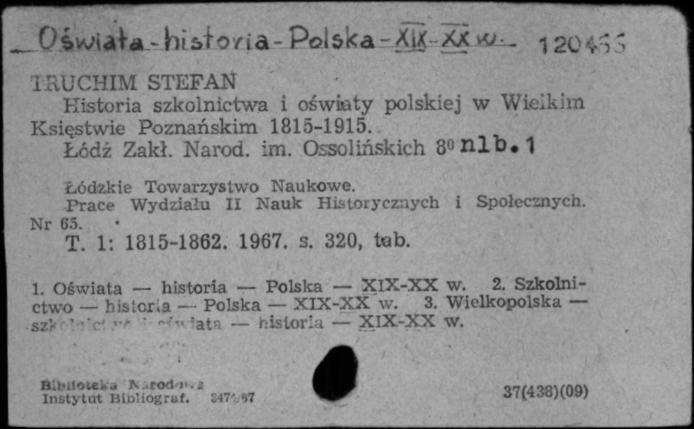 Oświata - historia - Polska - XIX-XX w.
TRUCHIM STEFAN
Historia szkolnictwa i oświaty polskiej w Wielkim
Księstwie Poznańskim 1815-1915.
Łódź Zakł. Narod. im. Ossolińskich 8⁰ nlb. 1
Łódzkie Towarzystwo Naukowe.
Prace Wydziału II Nauk Historycznych i Społecznych.
Nr 65.
T. 1: 1815-1862. 1967. s. 320, tab.
1. Oświata — historia — Polska — XIX-XX w. 2. Szkolni-
ctwo — historia — Polska — XIX-XX w. 3. Wielkopolska —
szkolnictwo i oświata — historia — XIX-XX w.
Biblioteka Narodowa
Instytut Bibliograf.
37(438)(09)